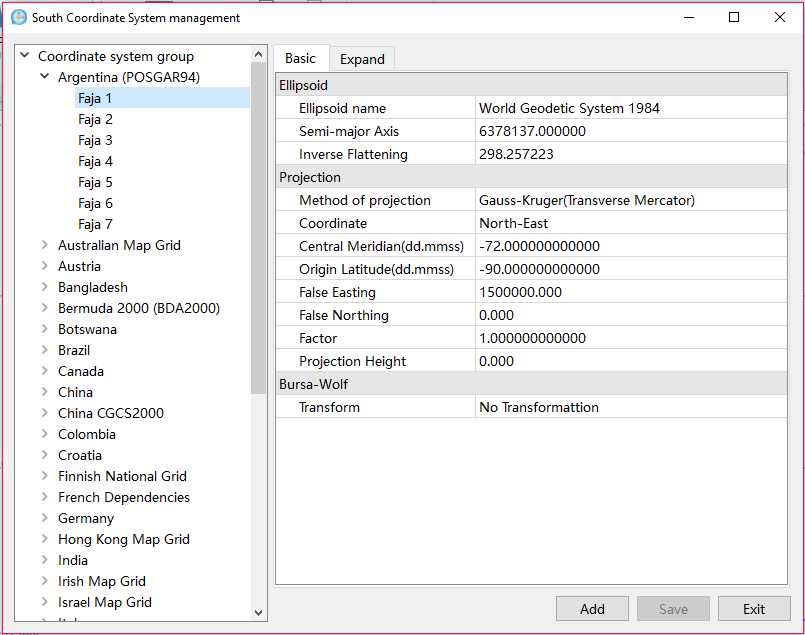 South Coordinate System management
Coordinate system group
Argentina (POSGAR94)
Faja 1
Faja 2
Faja 3
Faja 4
Faja 5
Faja 6
Faja 7
Australian Map Grid
Austria
Bangladesh
Bermuda 2000 (BDA2000)
Botswana
Brazil
Canada
China
China CGCS2000
Colombia
Croatia
Finnish National Grid
French Dependencies
Germany
Hong Kong Map Grid
India
Irish Map Grid
Israel Map Grid
Basic Expand
Ellipsoid
Ellipsoid name World Geodetic System 1984
Semi-major Axis 6378137.000000
Inverse Flattening 298.257223
Projection
Method of projection Gauss-Kruger(Transverse Mercator)
Coordinate North-East
Central Meridian(dd.mmss) -72.000000000000
Origin Latitude(dd.mmss) -90.000000000000
False Easting 1500000.000
False Northing 0.000
Factor 1.000000000000
Projection Height 0.000
Bursa-Wolf
Transform No Transformattion
Add Save Exit